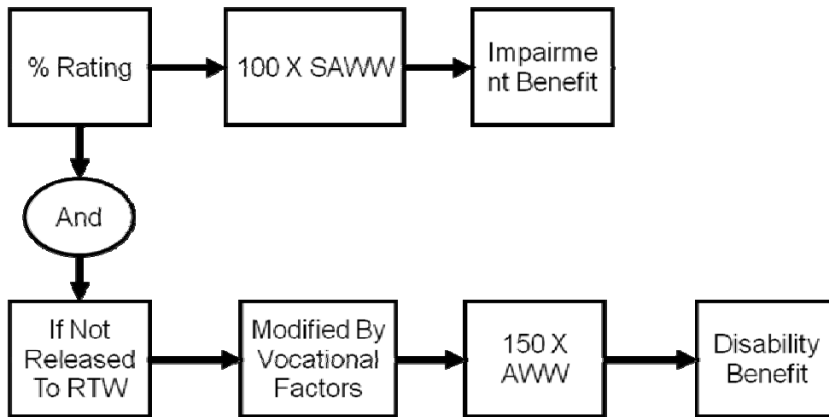 % Rating
100 X SAWW
Impairme
nt Benefit
And
If Not
Released
To RTW
Modified By
Vocational
Factors
150 X
AWW
Disability
Benefit